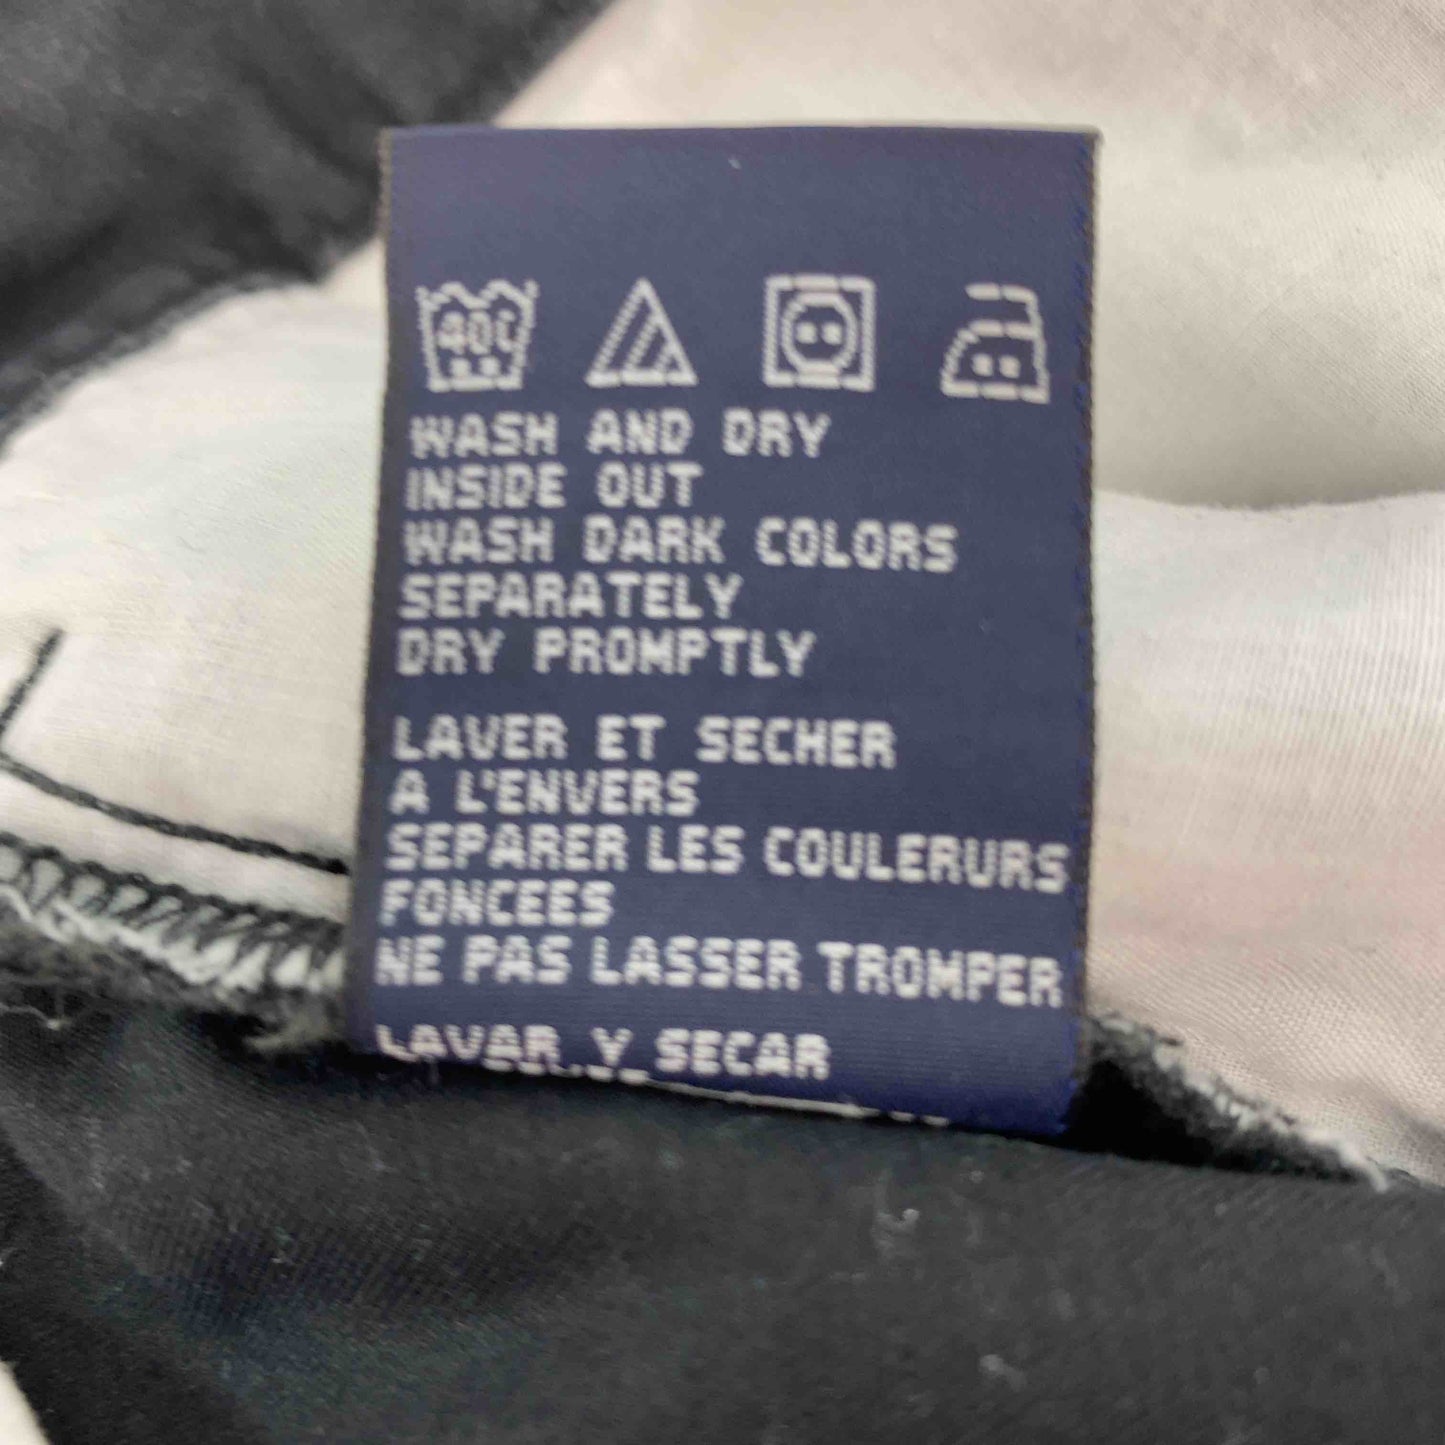 40C
WASH AND DRY
INSIDE OUT
WASH DARK COLORS
SEPARATELY
DRY PROMPTLY
LAVER ET SECHER
A L'ENVERS
SEPARER LES COULERURS
FONCEES
NE PAS LASSER TROMPER
LAVAR Y SECAR